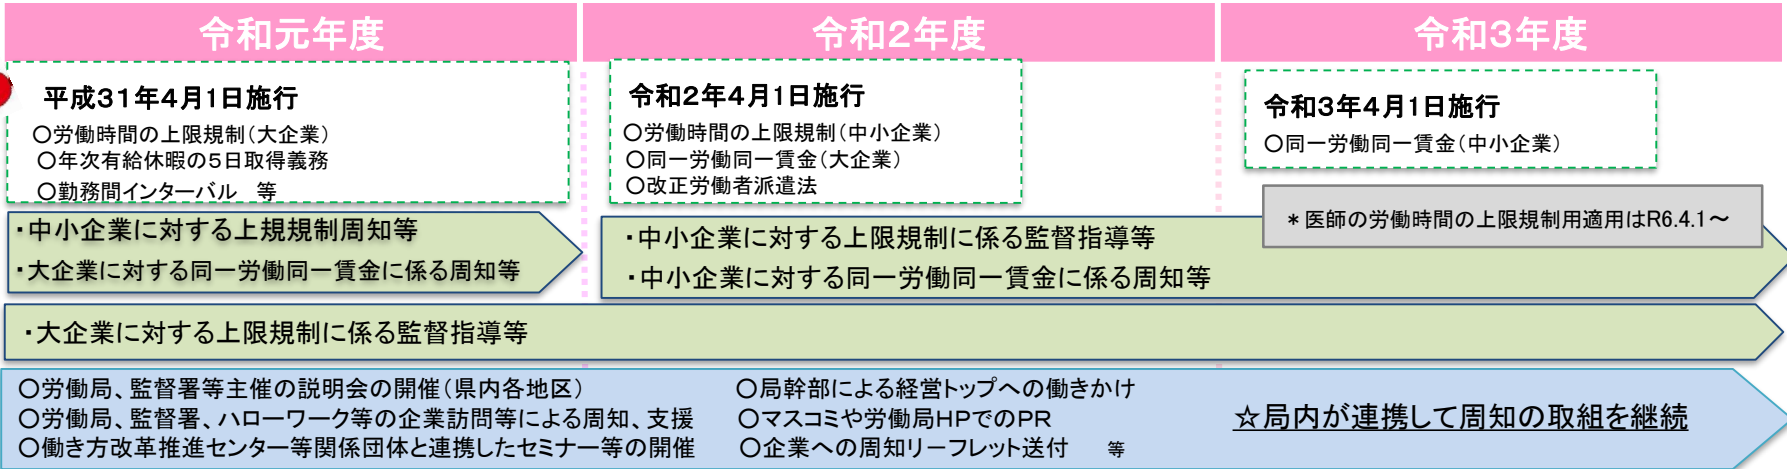 令和元年度
令和2年度
令和3年度
平成31年4月1日施行
○労働時間の上限規制(大企業)
○年次有給休暇の5日取得義務
○勤務間インターバル 等
令和2年4月1日施行
○労働時間の上限規制(中小企業)
○同一労働同一賃金(大企業)
○改正労働者派遣法
令和3年4月1日施行
○同一労働同一賃金(中小企業)
*医師の労働時間の上限規制用適用はR6.4.1~
・中小企業に対する上規規制周知等
・大企業に対する同一労働同一賃金に係る周知等
・中小企業に対する上限規制に係る監督指導等
・中小企業に対する同一労働同一賃金に係る周知等
・大企業に対する上限規制に係る監督指導等
○労働局、監督署等主催の説明会の開催(県内各地区)
○労働局、監督署、ハローワーク等の企業訪問等による周知、支援
○働き方改革推進センター等関係団体と連携したセミナー等の開催
○局幹部による経営トップへの働きかけ
○マスコミや労働局HPでのPR
○企業への周知リーフレット送付 等
☆局内が連携して周知の取組を継続